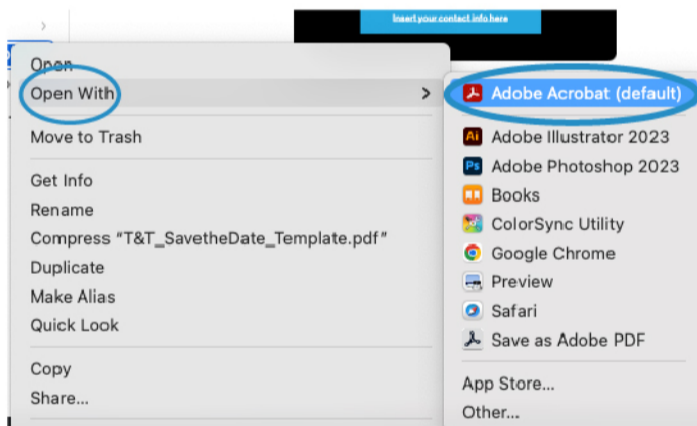 Insert your contact info here
Open
Open With
Move to Trash
Get Info
Rename
Compress “T&T_SavetheDate_Template.pdf”
Duplicate
Make Alias
Quick Look
Copy
Share...
Adobe Acrobat (default)
Adobe Illustrator 2023
Adobe Photoshop 2023
Books
ColorSync Utility
Google Chrome
Preview
Safari
Save as Adobe PDF
App Store...
Other...